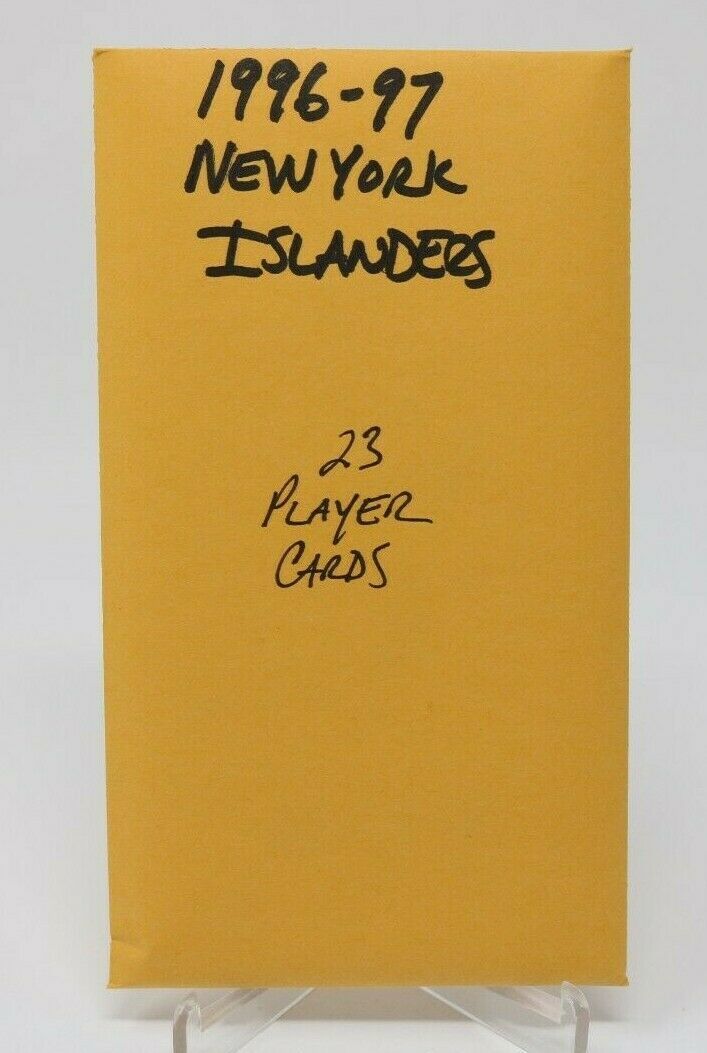 1996-97
NEW YORK
ISLANDERS
23
PLAYER
CARDS